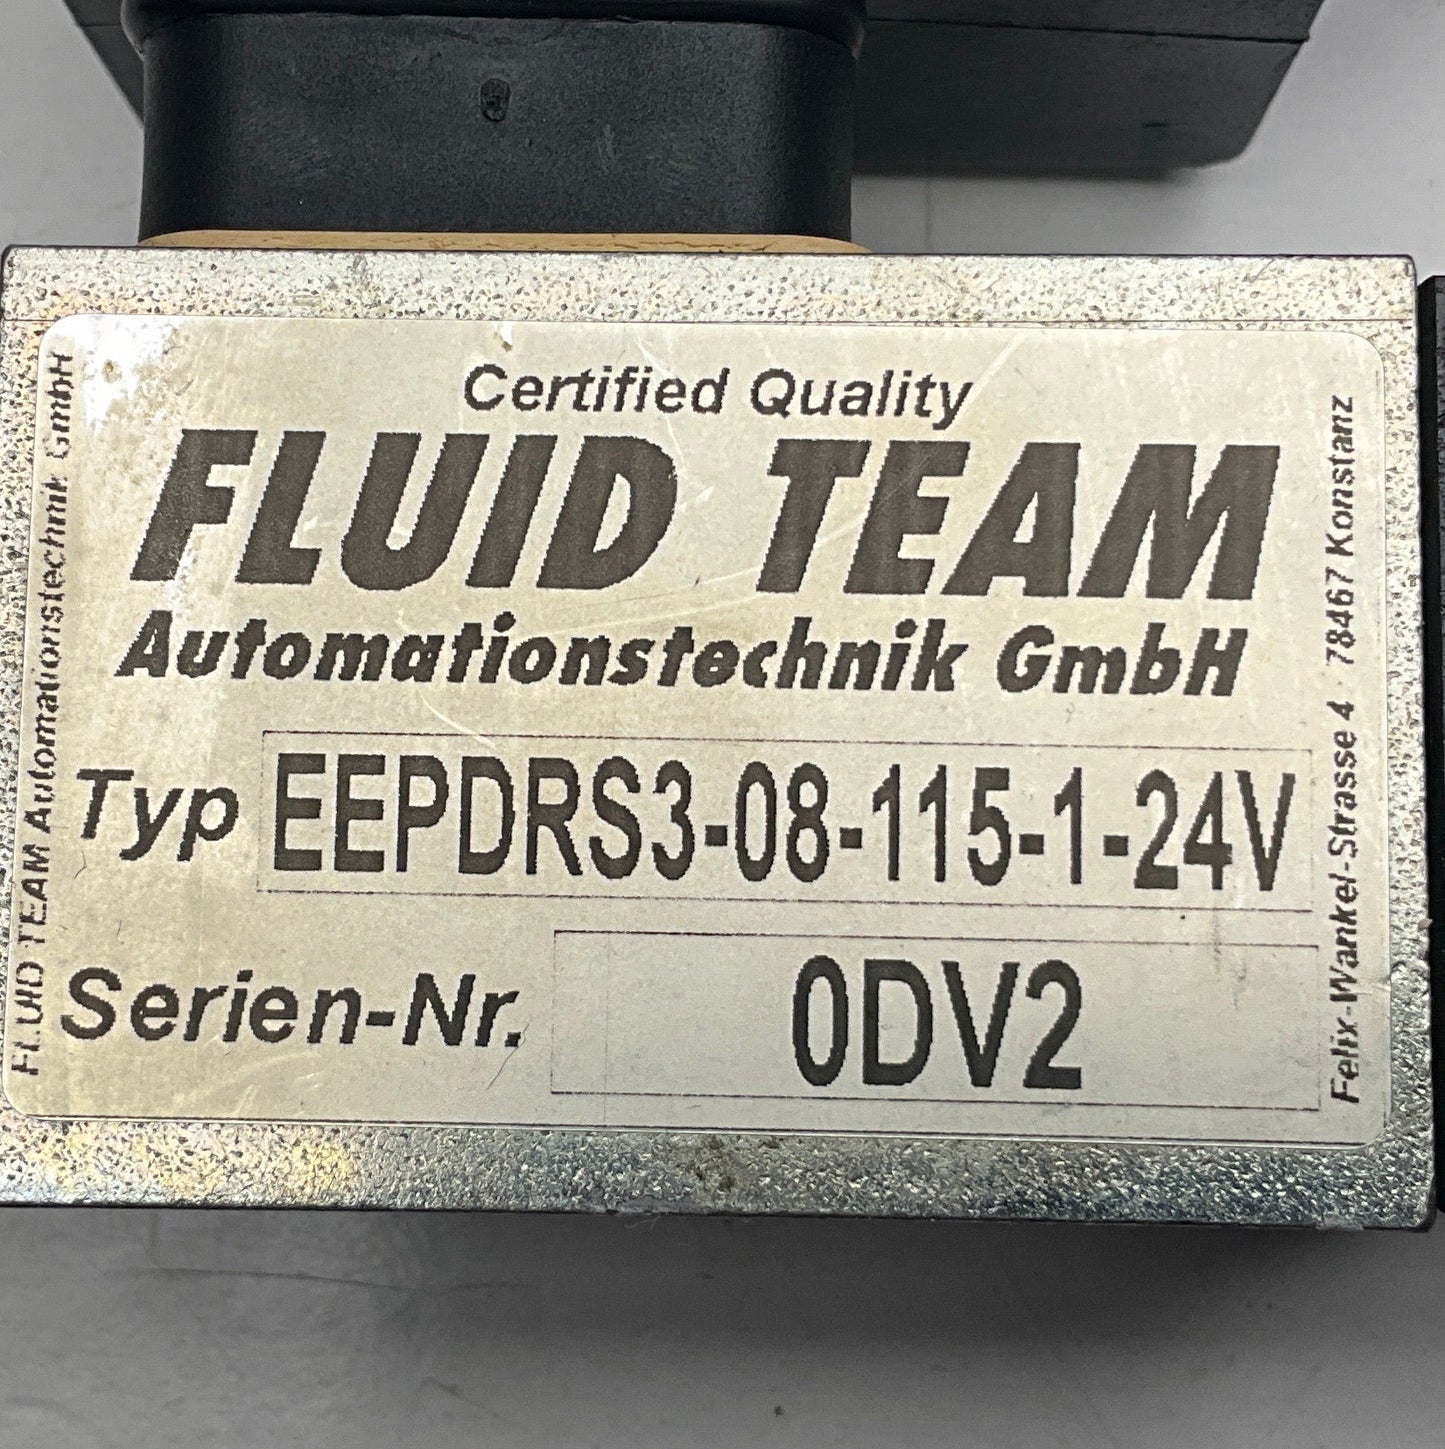 Certified Quality
FLUID TEAM
Automationstechnik GmbH
Typ EEPDRS3-08-115-1-24V
Serien-Nr. 0DV2
FLUID TEAM Automationstechnik GmbH
Felix-Wankel-Strasse 4 · 78467 Konstanz